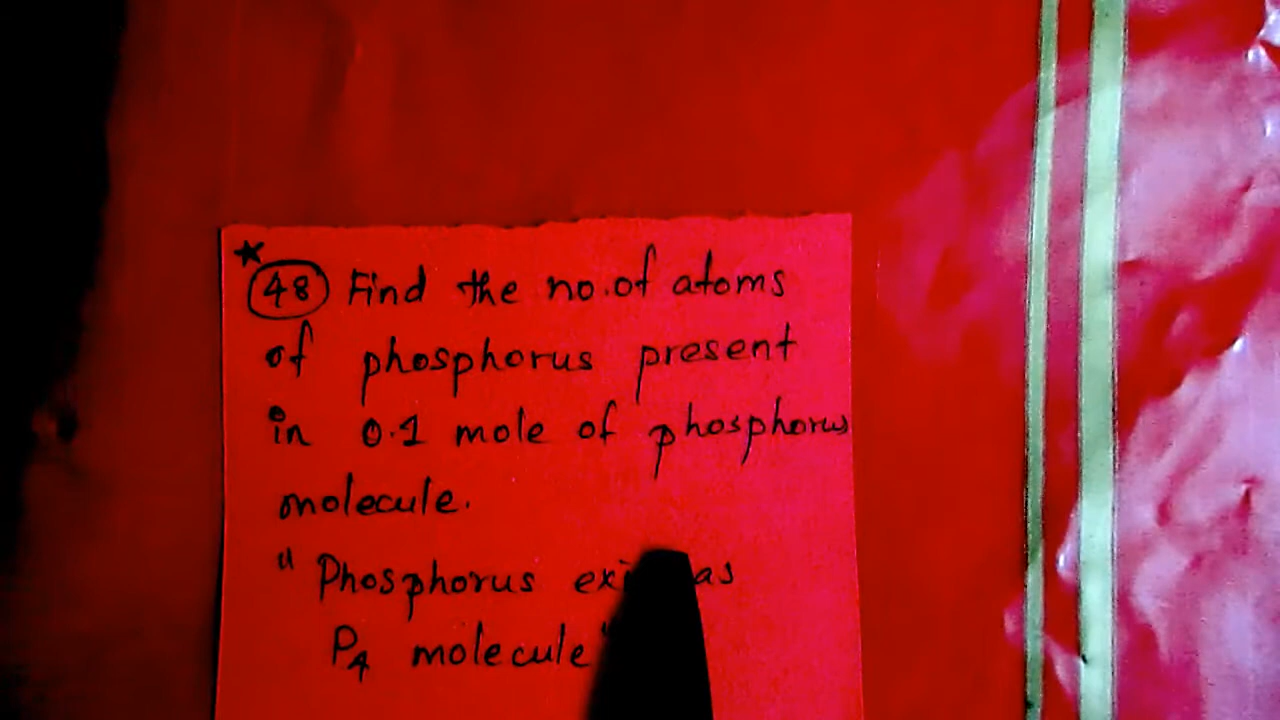 ★
48 Find the no.of atoms
of phosphorus present
in 0.1 mole of phosphorus
molecule.
" Phosphorus as
P4 molecule"